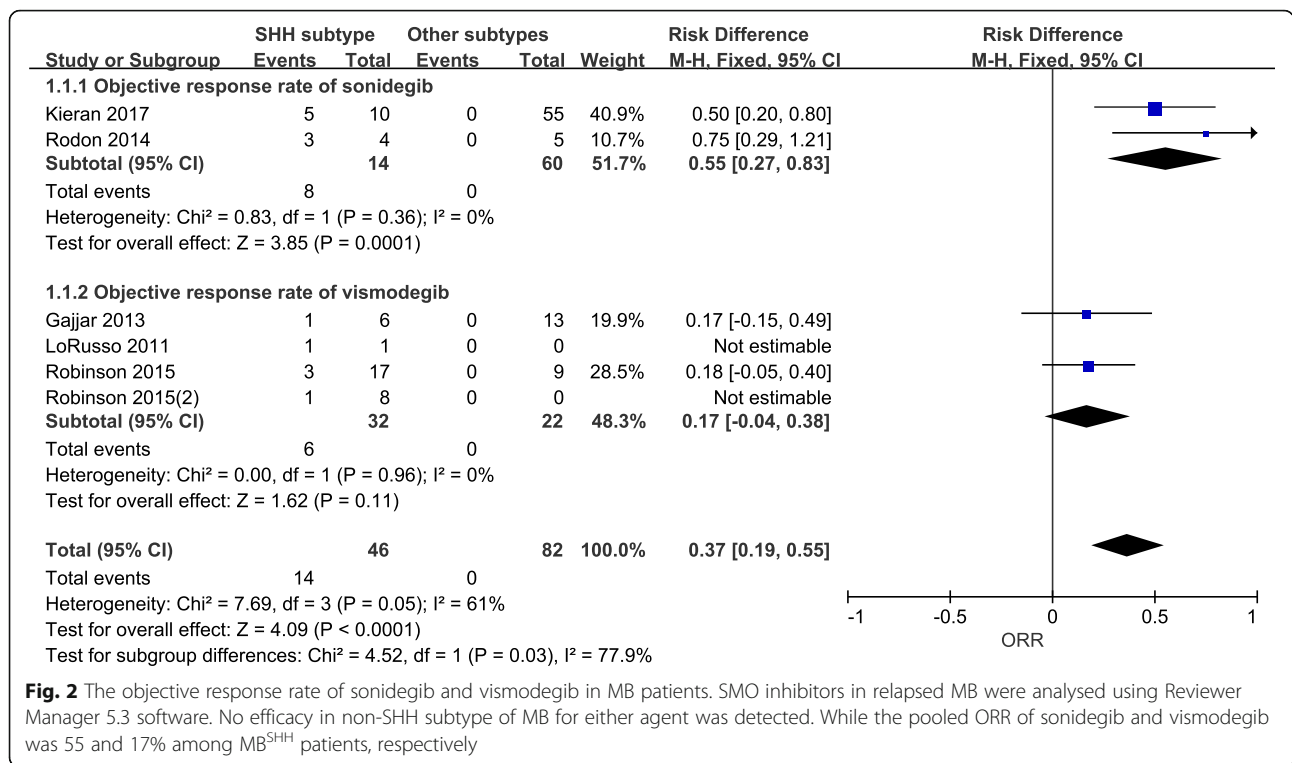 SHH subtype Other subtypes Risk Difference Risk Difference
Study or Subgroup Events Total Events Total Weight M-H, Fixed, 95% CI M-H, Fixed, 95% CI
1.1.1 Objective response rate of sonidegib
Kieran 2017 5 10 0 55 40.9% 0.50 [0.20, 0.80]
Rodon 2014 3 4 0 5 10.7% 0.75 [0.29, 1.21]
Subtotal (95% CI) 14 60 51.7% 0.55 [0.27, 0.83]
Total events 8 0
Heterogeneity: Chi² = 0.83, df = 1 (P = 0.36); I² = 0%
Test for overall effect: Z = 3.85 (P = 0.0001)
1.1.2 Objective response rate of vismodegib
Gajjar 2013 1 6 0 13 19.9% 0.17 [-0.15, 0.49]
LoRusso 2011 1 1 0 0 Not estimable
Robinson 2015 3 17 0 9 28.5% 0.18 [-0.05, 0.40]
Robinson 2015(2) 1 8 0 0 Not estimable
Subtotal (95% CI) 32 22 48.3% 0.17 [-0.04, 0.38]
Total events 6 0
Heterogeneity: Chi² = 0.00, df = 1 (P = 0.96); I² = 0%
Test for overall effect: Z = 1.62 (P = 0.11)
Total (95% CI) 46 82 100.0% 0.37 [0.19, 0.55]
Total events 14 0
Heterogeneity: Chi² = 7.69, df = 3 (P = 0.05); I² = 61%
Test for overall effect: Z = 4.09 (P < 0.0001)
Test for subgroup differences: Chi² = 4.52, df = 1 (P = 0.03), I² = 77.9%
-1 -0.5 0 0.5 1
ORR
Fig. 2 The objective response rate of sonidegib and vismodegib in MB patients. SMO inhibitors in relapsed MB were analysed using Reviewer
Manager 5.3 software. No efficacy in non-SHH subtype of MB for either agent was detected. While the pooled ORR of sonidegib and vismodegib
was 55 and 17% among MB^SHH patients, respectively